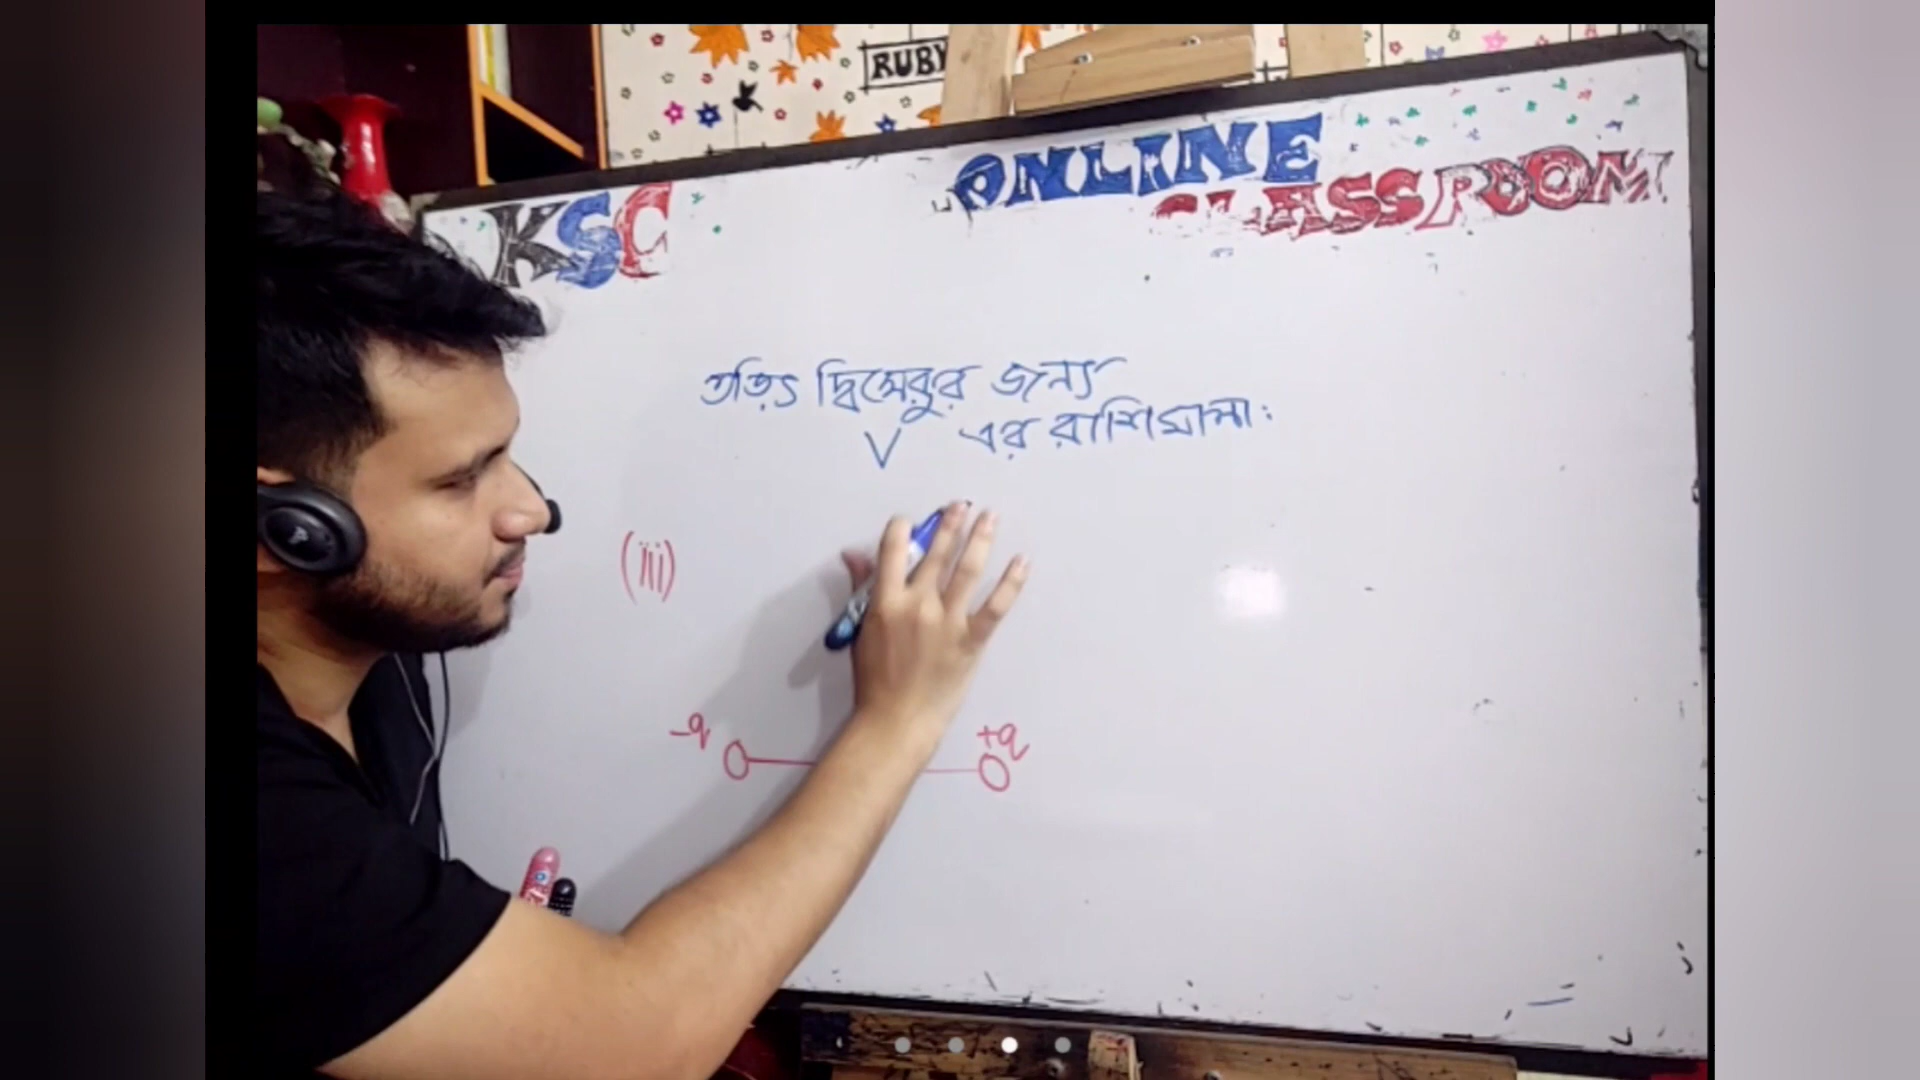 RUBY
ONLINE
CLASSROOM
KSC
তড়িৎ দ্বিমেরুর জন্য
V এর রাশিমালা:
(iii)
-q
+q